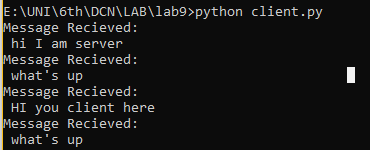 E:\UNI\6th\DCN\LAB\lab9>python client.py
Message Recieved:
hi I am server
Message Recieved:
what's up
Message Recieved:
HI you client here
Message Recieved:
what's up